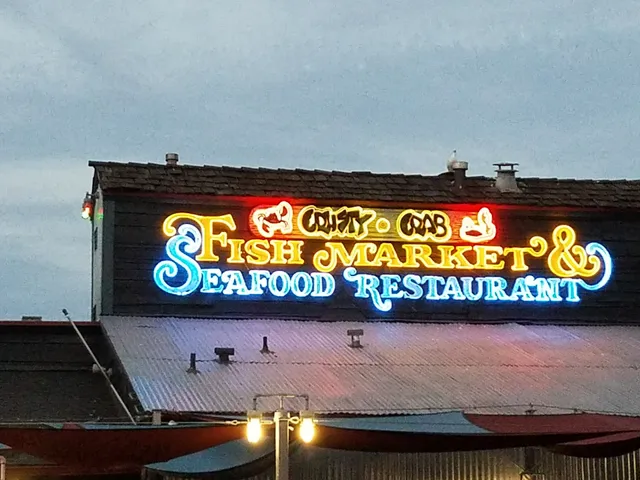 CRUSTY CRAB
FISH MARKET &
SEAFOOD RESTAURANT